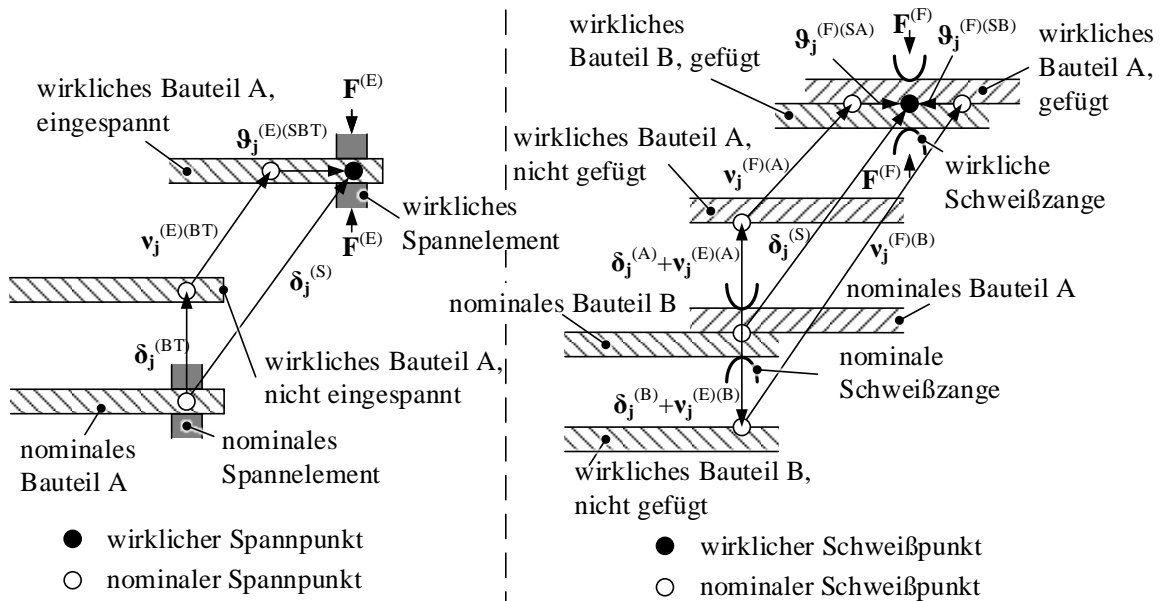 wirkliches Bauteil A,
eingespannt
F(E)
ϑj(E)(SBT)
νj(E)(BT)
F(E)
wirkliches
Spannelement
δj(S)
δj(BT)
wirkliches Bauteil A,
nicht eingespannt
nominales
Bauteil A
nominales
Spannelement
wirklicher Spannpunkt
nominaler Spannpunkt
wirkliches
Bauteil B, gefügt
ϑj(F)(SA)
F(F)
ϑj(F)(SB)
wirkliches
Bauteil A,
gefügt
wirkliches Bauteil A,
nicht gefügt
νj(F)(A)
F(F)
wirkliche
Schweißzange
δj(A)+νj(E)(A)
δj(S)
νj(F)(B)
nominales Bauteil B
nominales Bauteil A
nominale
Schweißzange
δj(B)+νj(E)(B)
wirkliches Bauteil B,
nicht gefügt
wirklicher Schweißpunkt
nominaler Schweißpunkt